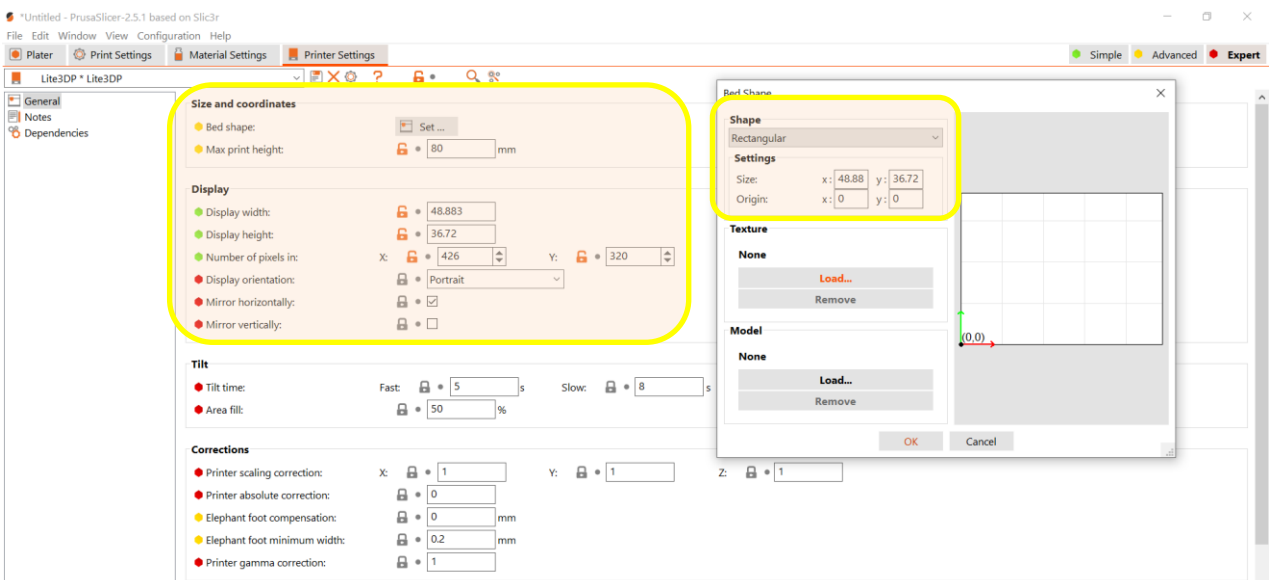 *Untitled - PrusaSlicer-2.5.1 based on Slic3r
File Edit Window View Configuration Help
Plater Print Settings Material Settings Printer Settings Simple Advanced Expert
Lite3DP * Lite3DP ?
General
Notes
Dependencies
Size and coordinates
Bed shape: Set ...
Max print height: 80 mm
Display
Display width: 48.883
Display height: 36.72
Number of pixels in: X: 426 Y: 320
Display orientation: Portrait
Mirror horizontally:
Mirror vertically:
Tilt
Tilt time: Fast: 5 s Slow: 8 s
Area fill: 50 %
Corrections
Printer scaling correction: X: 1 Y: 1 Z: 1
Printer absolute correction: 0
Elephant foot compensation: 0 mm
Elephant foot minimum width: 0.2 mm
Printer gamma correction: 1
Bed Shape
Shape
Rectangular
Settings
Size: x: 48.88 y: 36.72
Origin: x: 0 y: 0
Texture
None
Load...
Remove
Model
None
Load...
Remove
(0,0)
OK Cancel